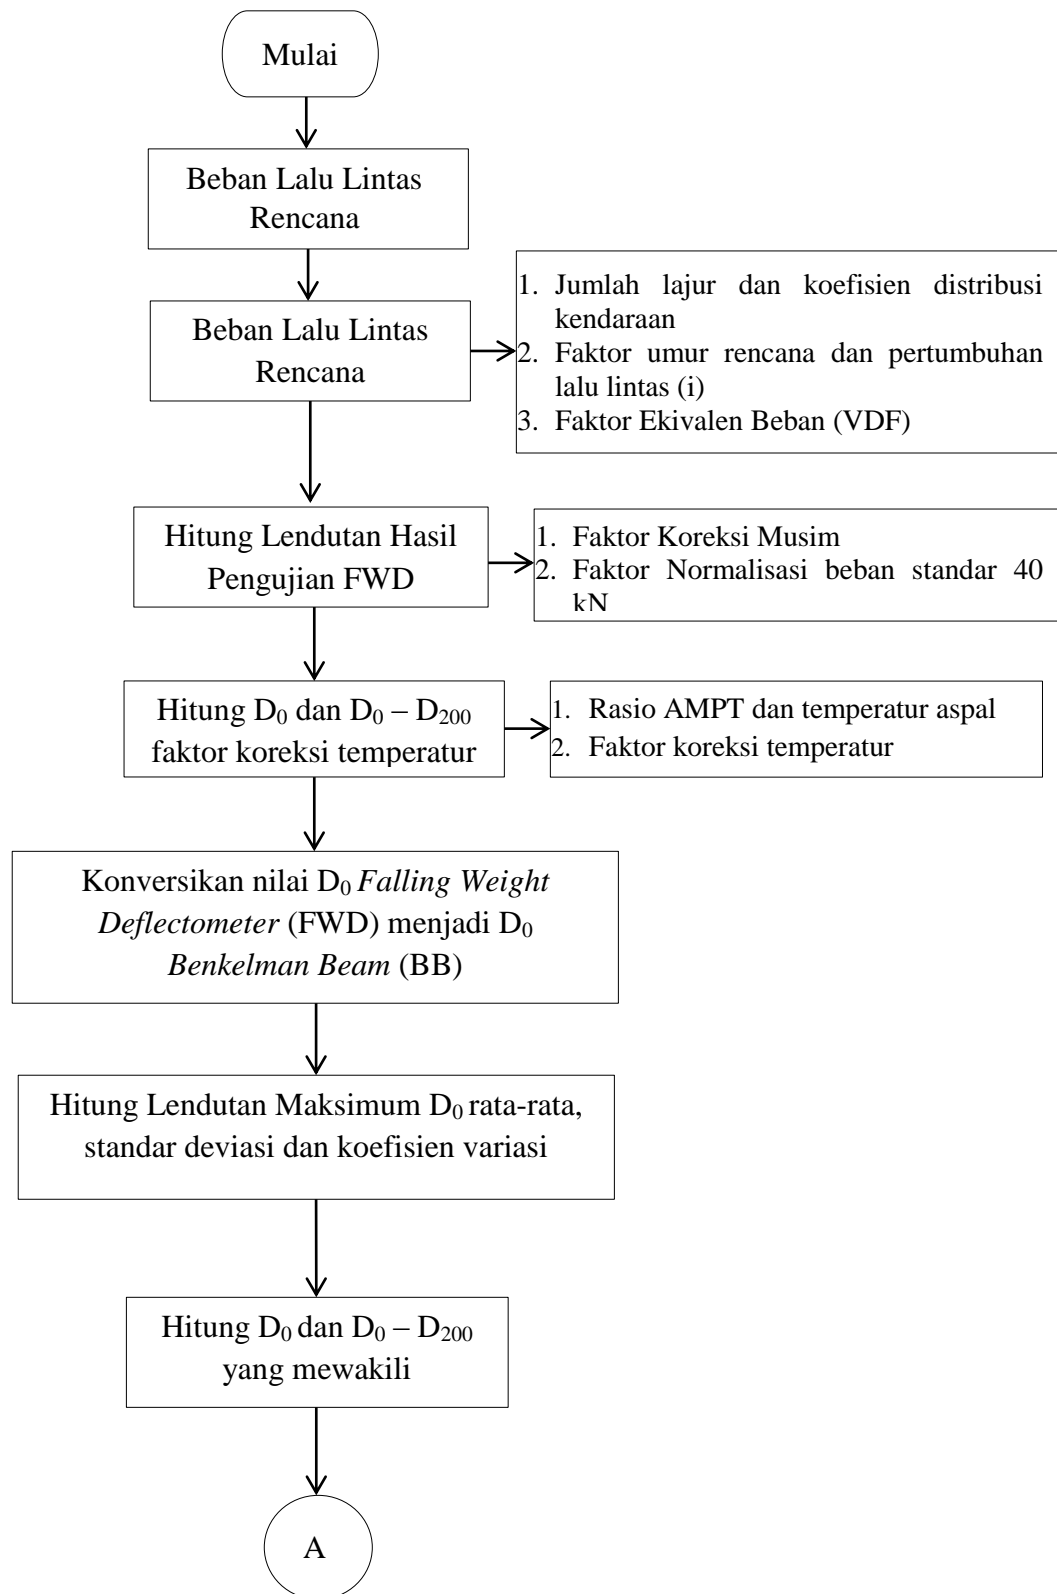 Mulai
Beban Lalu Lintas
Rencana
Beban Lalu Lintas
Rencana
1. Jumlah lajur dan koefisien distribusi
kendaraan
2. Faktor umur rencana dan pertumbuhan
lalu lintas (i)
3. Faktor Ekivalen Beban (VDF)
Hitung Lendutan Hasil
Pengujian FWD
1. Faktor Koreksi Musim
2. Faktor Normalisasi beban standar 40
kN
Hitung D₀ dan D₀ – D₂₀₀
faktor koreksi temperatur
1. Rasio AMPT dan temperatur aspal
2. Faktor koreksi temperatur
Konversikan nilai D₀ Falling Weight
Deflectometer (FWD) menjadi D₀
Benkelman Beam (BB)
Hitung Lendutan Maksimum D₀ rata-rata,
standar deviasi dan koefisien variasi
Hitung D₀ dan D₀ – D₂₀₀
yang mewakili
A